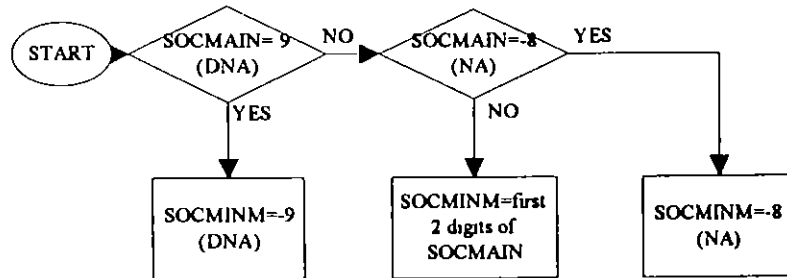 START
SOCMAIN= 9
(DNA)
NO
SOCMAIN=-8
(NA)
YES
YES
NO
SOCMINM=-9
(DNA)
SOCMINM=first
2 digits of
SOCMAIN
SOCMINM=-8
(NA)